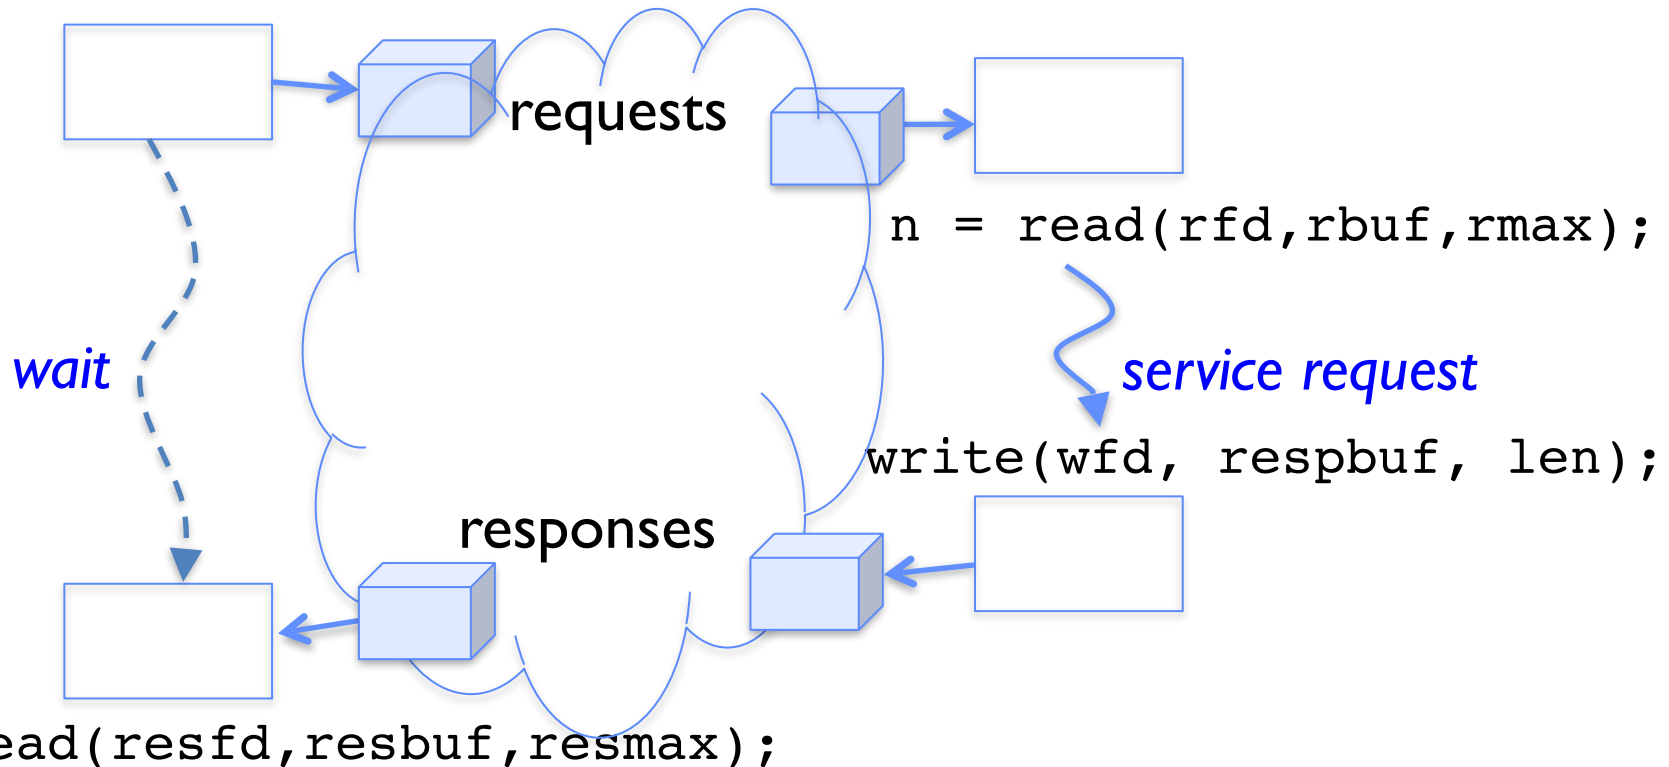 requests
n = read(rfd,rbuf,rmax);
wait
service request
write(wfd, respbuf, len);
responses
ead(resfd,resbuf,resmax);